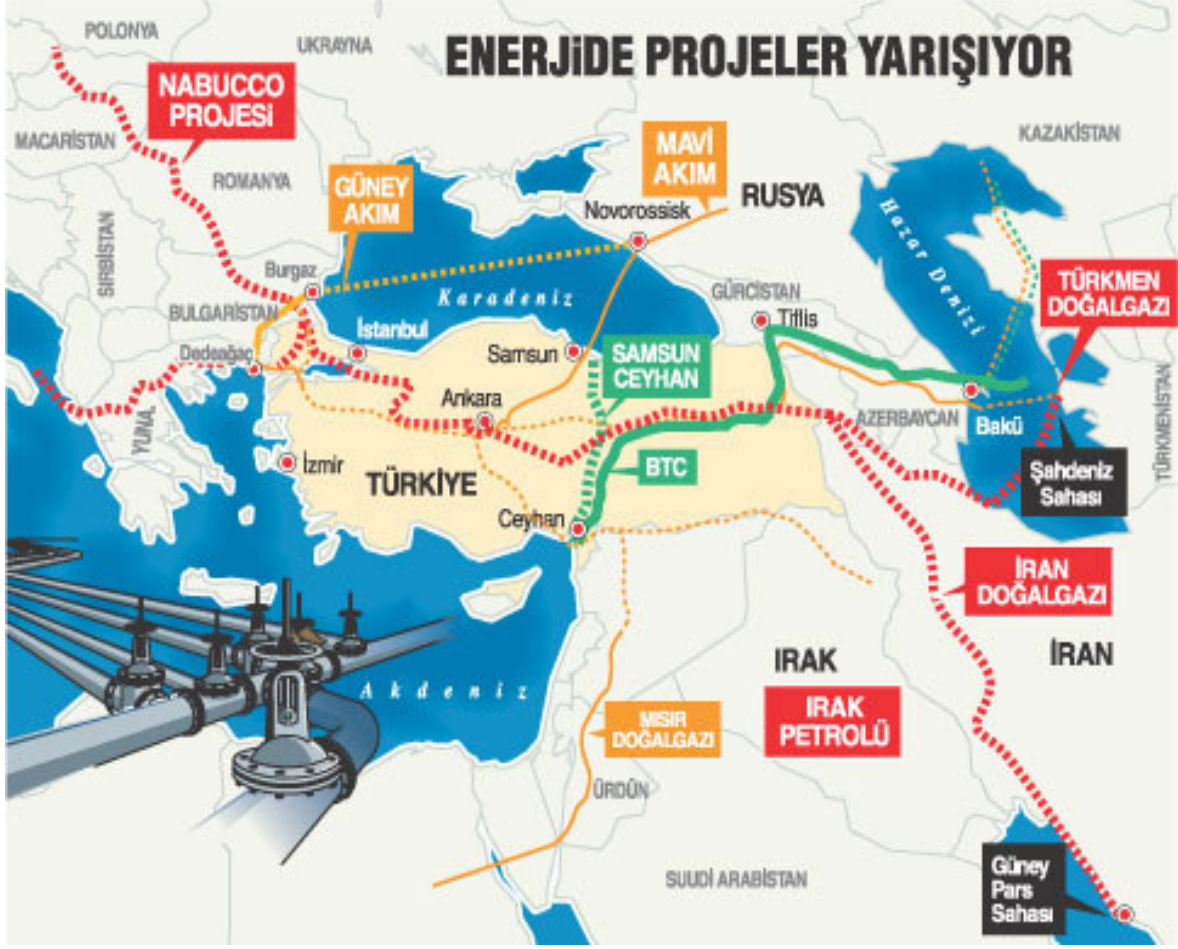 ENERJiDE PROJELER YARIŞIYOR
POLONYA
UKRAYNA
NABUCCO
PROJESİ
MACARİSTAN
ROMANYA
KAZAKİSTAN
MAVİ
AKIM
GÜNEY
AKIM
RUSYA
Novorossisk
Hazar Denizi
SIRBİSTAN
Burgaz
Karadeniz
GÜRCİSTAN
TÜRKMEN
DOĞALGAZI
BULGARİSTAN
İstanbul
Tiflis
Dedeağaç
Samsun
SAMSUN
CEYHAN
Ankara
AZERBAYCAN
Bakü
TÜRKMENİSTAN
YUNA.
İzmir
TÜRKİYE
BTC
Şahdeniz
Sahası
Ceyhan
İRAN
DOĞALGAZI
IRAK
İRAN
Akdeniz
MISIR
DOĞALGAZI
IRAK
PETROLÜ
ÜRDÜN
SUUDİ ARABİSTAN
Güney
Pars
Sahası